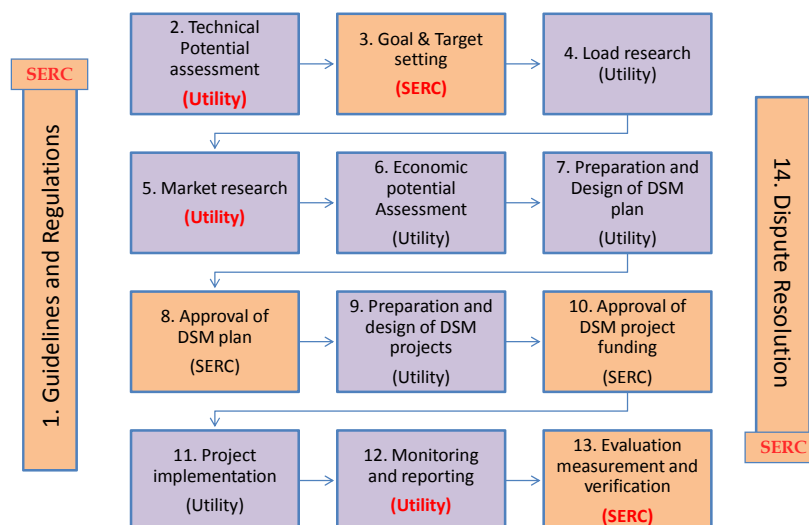 SERC
1. Guidelines and Regulations
2. Technical
Potential
assessment
(Utility)
3. Goal & Target
setting
(SERC)
4. Load research
(Utility)
5. Market research
(Utility)
6. Economic
potential
Assessment
(Utility)
7. Preparation and
Design of DSM
plan
(Utility)
8. Approval of
DSM plan
(SERC)
9. Preparation and
design of DSM
projects
(Utility)
10. Approval of
DSM project
funding
(SERC)
11. Project
implementation
(Utility)
12. Monitoring
and reporting
(Utility)
13. Evaluation
measurement and
verification
(SERC)
14. Dispute Resolution
SERC